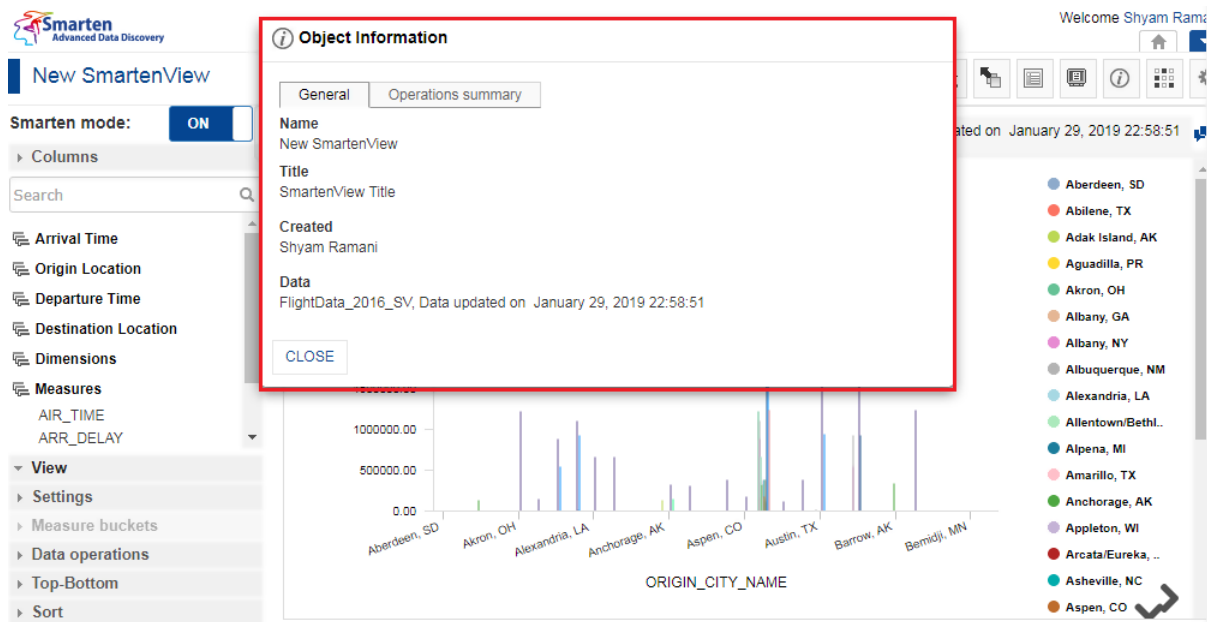 Smarten
Advanced Data Discovery
Welcome Shyam Rama
New SmartenView
Smarten mode:
ON
Columns
Search
Arrival Time
Origin Location
Departure Time
Destination Location
Dimensions
Measures
AIR_TIME
ARR_DELAY
View
Settings
Measure buckets
Data operations
Top-Bottom
Sort
Object Information
General Operations summary
Name
New SmartenView
Title
SmartenView Title
Created
Shyam Ramani
Data
FlightData_2016_SV, Data updated on January 29, 2019 22:58:51
CLOSE
ated on January 29, 2019 22:58:51
1000000.00
500000.00
0.00
Aberdeen, SD
Akron, OH
Alexandria, LA
Anchorage, AK
Aspen, CO
Austin, TX
Barrow, AK
Bemidji, MN
ORIGIN_CITY_NAME
Aberdeen, SD
Abilene, TX
Adak Island, AK
Aguadilla, PR
Akron, OH
Albany, GA
Albany, NY
Albuquerque, NM
Alexandria, LA
Allentown/Bethl..
Alpena, MI
Amarillo, TX
Anchorage, AK
Appleton, WI
Arcata/Eureka, ..
Asheville, NC
Aspen, CO